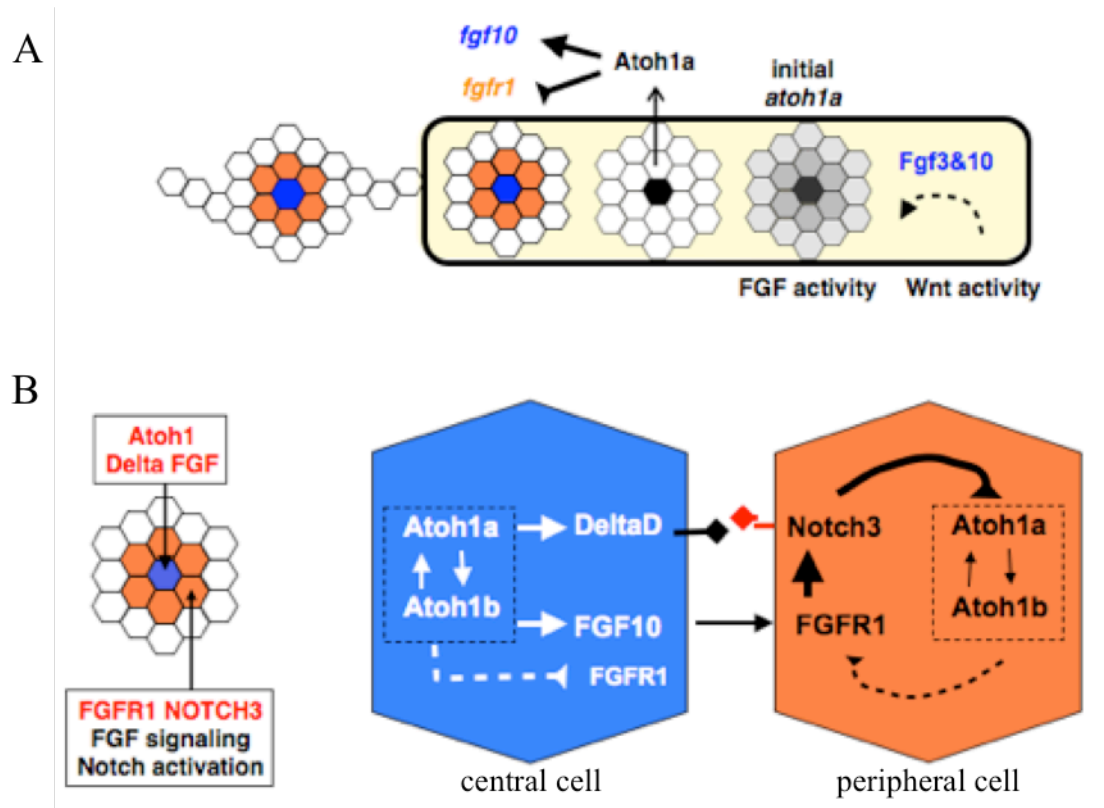 A
fgf10
fgfr1
Atoh1a
initial
atoh1a
Fgf3&10
FGF activity
Wnt activity
B
Atoh1
Delta FGF
FGFR1 NOTCH3
FGF signaling
Notch activation
Atoh1a
DeltaD
Atoh1b
FGF10
FGFR1
central cell
Notch3
Atoh1a
FGFR1
Atoh1b
peripheral cell